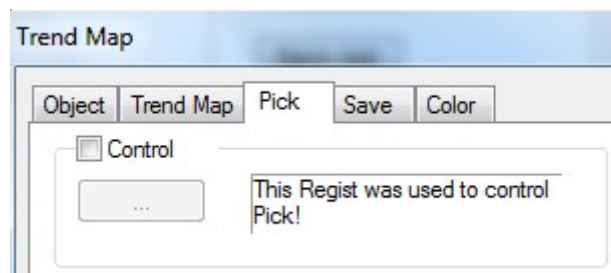 Trend Map
Object Trend Map Pick Save Color
Control
... This Regist was used to control
Pick!